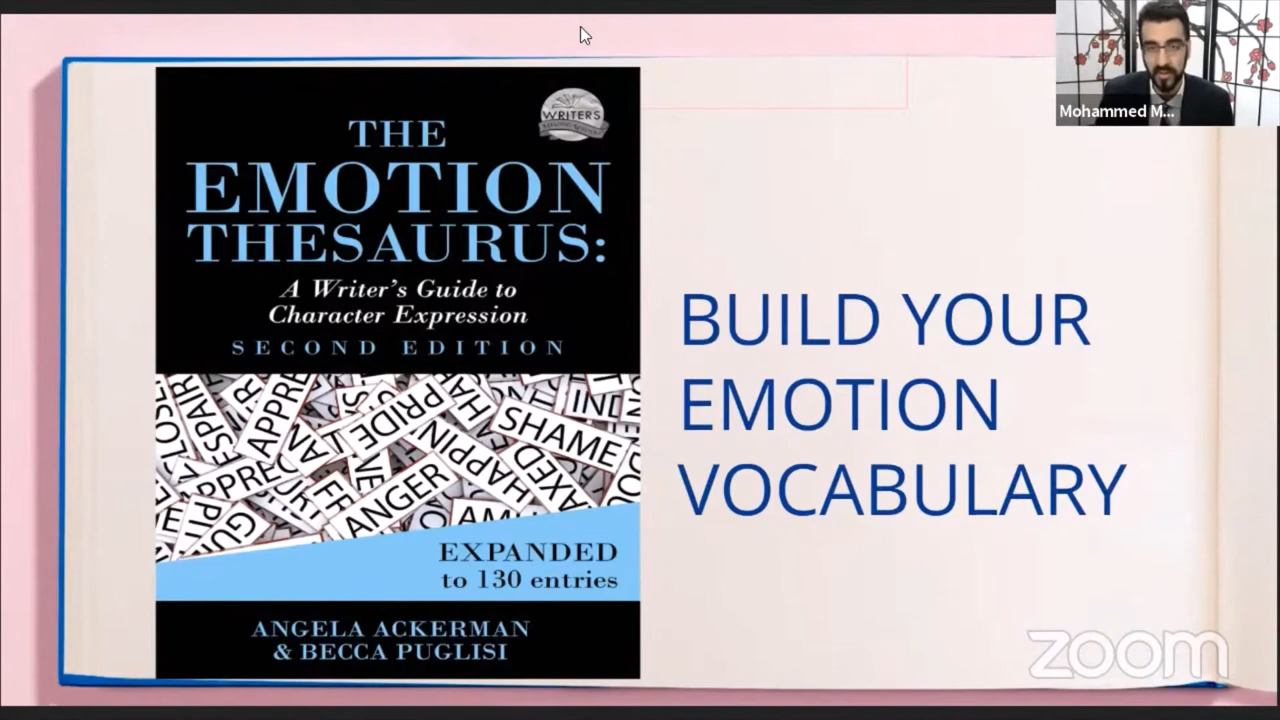 WRITERS
THE
EMOTION
THESAURUS:
A Writer's Guide to
Character Expression
SECOND EDITION
PRIDE
SHAME
ANGER
EXPANDED
to 130 entries
ANGELA ACKERMAN
& BECCA PUGLISI
BUILD YOUR
EMOTION
VOCABULARY
Mohammed M...
zoom